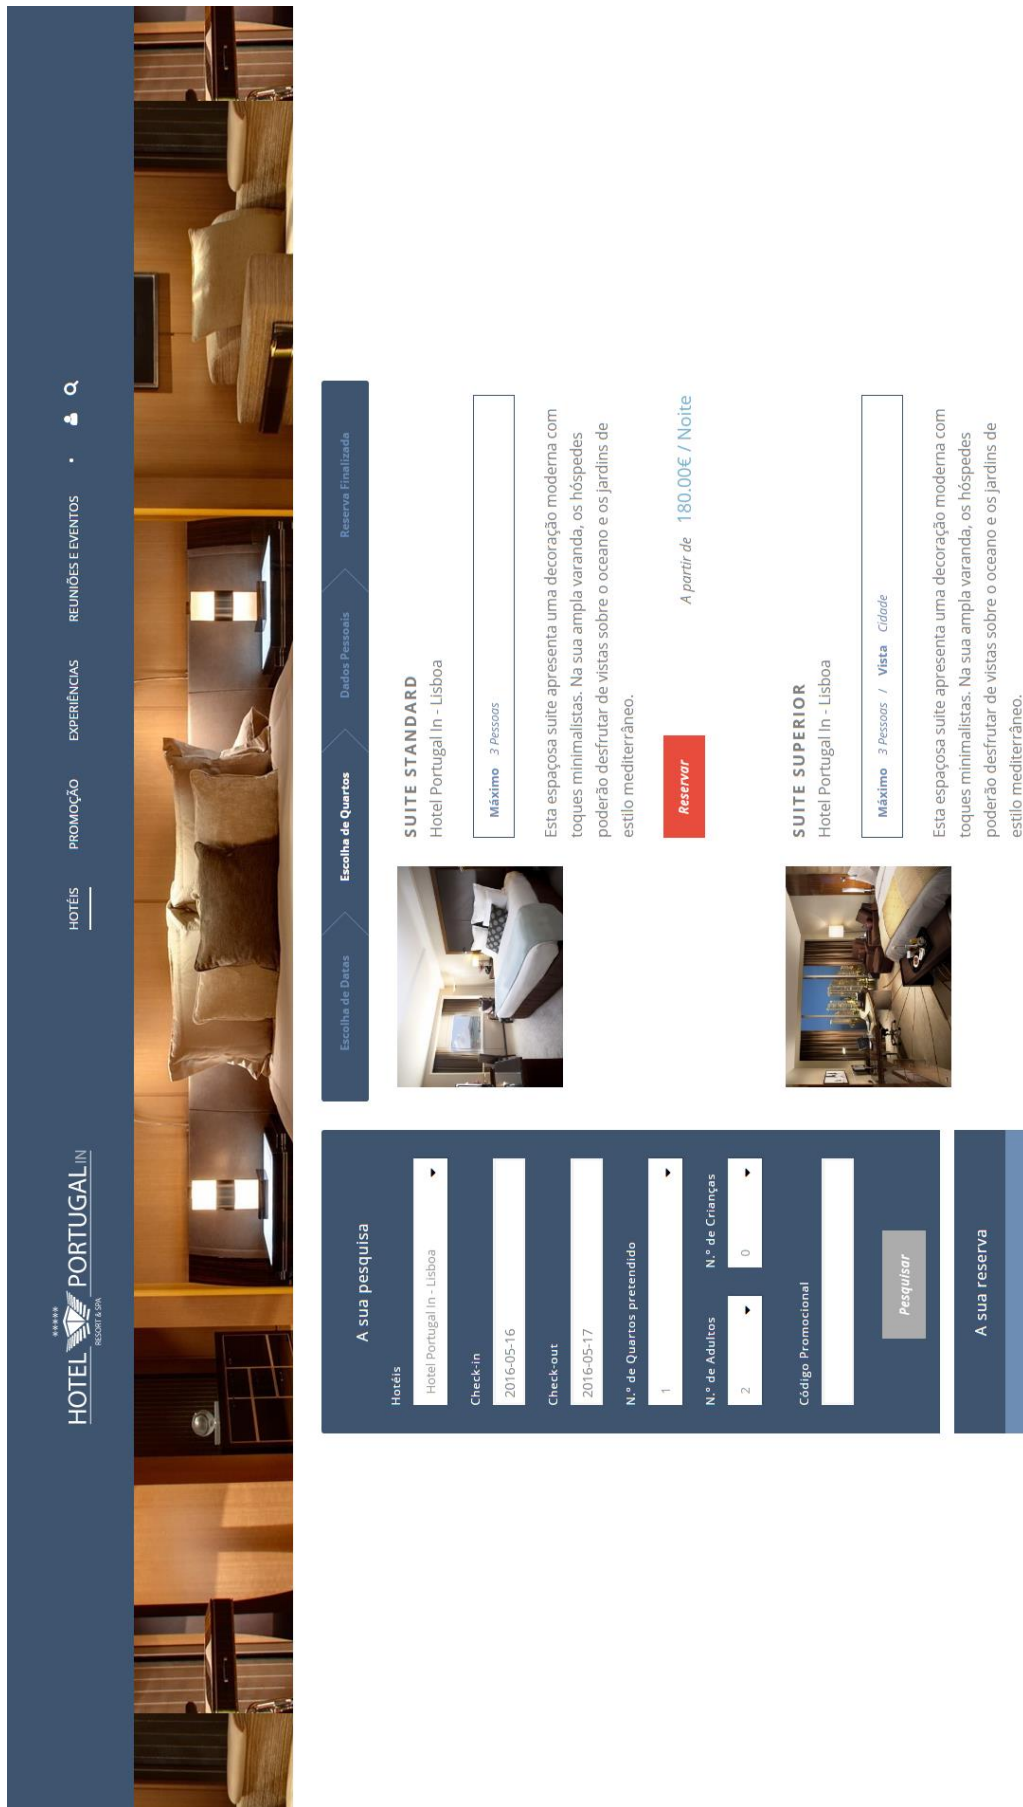 *****
HOTEL PORTUGAL IN
RESORT & SPA
HOTÉIS
PROMOÇÃO
EXPERIÊNCIAS
REUNIÕES E EVENTOS
A sua pesquisa
Hotéis
Hotel Portugal In - Lisboa
Check-in
2016-05-16
Check-out
2016-05-17
N.º de Quartos pretendido
1
N.º de Adultos N.º de Crianças
2 0
Código Promocional
Pesquisar
A sua reserva
Escolha de Datas
Escolha de Quartos
Dados Pessoais
Reserva Finalizada
SUITE STANDARD
Hotel Portugal In - Lisboa
Máximo 3 Pessoas
Esta espaçosa suite apresenta uma decoração moderna com
toques minimalistas. Na sua ampla varanda, os hóspedes
poderão desfrutar de vistas sobre o oceano e os jardins de
estilo mediterrâneo.
Reservar
A partir de 180.00€ / Noite
SUITE SUPERIOR
Hotel Portugal In - Lisboa
Máximo 3 Pessoas / Vista Cidade
Esta espaçosa suite apresenta uma decoração moderna com
toques minimalistas. Na sua ampla varanda, os hóspedes
poderão desfrutar de vistas sobre o oceano e os jardins de
estilo mediterrâneo.